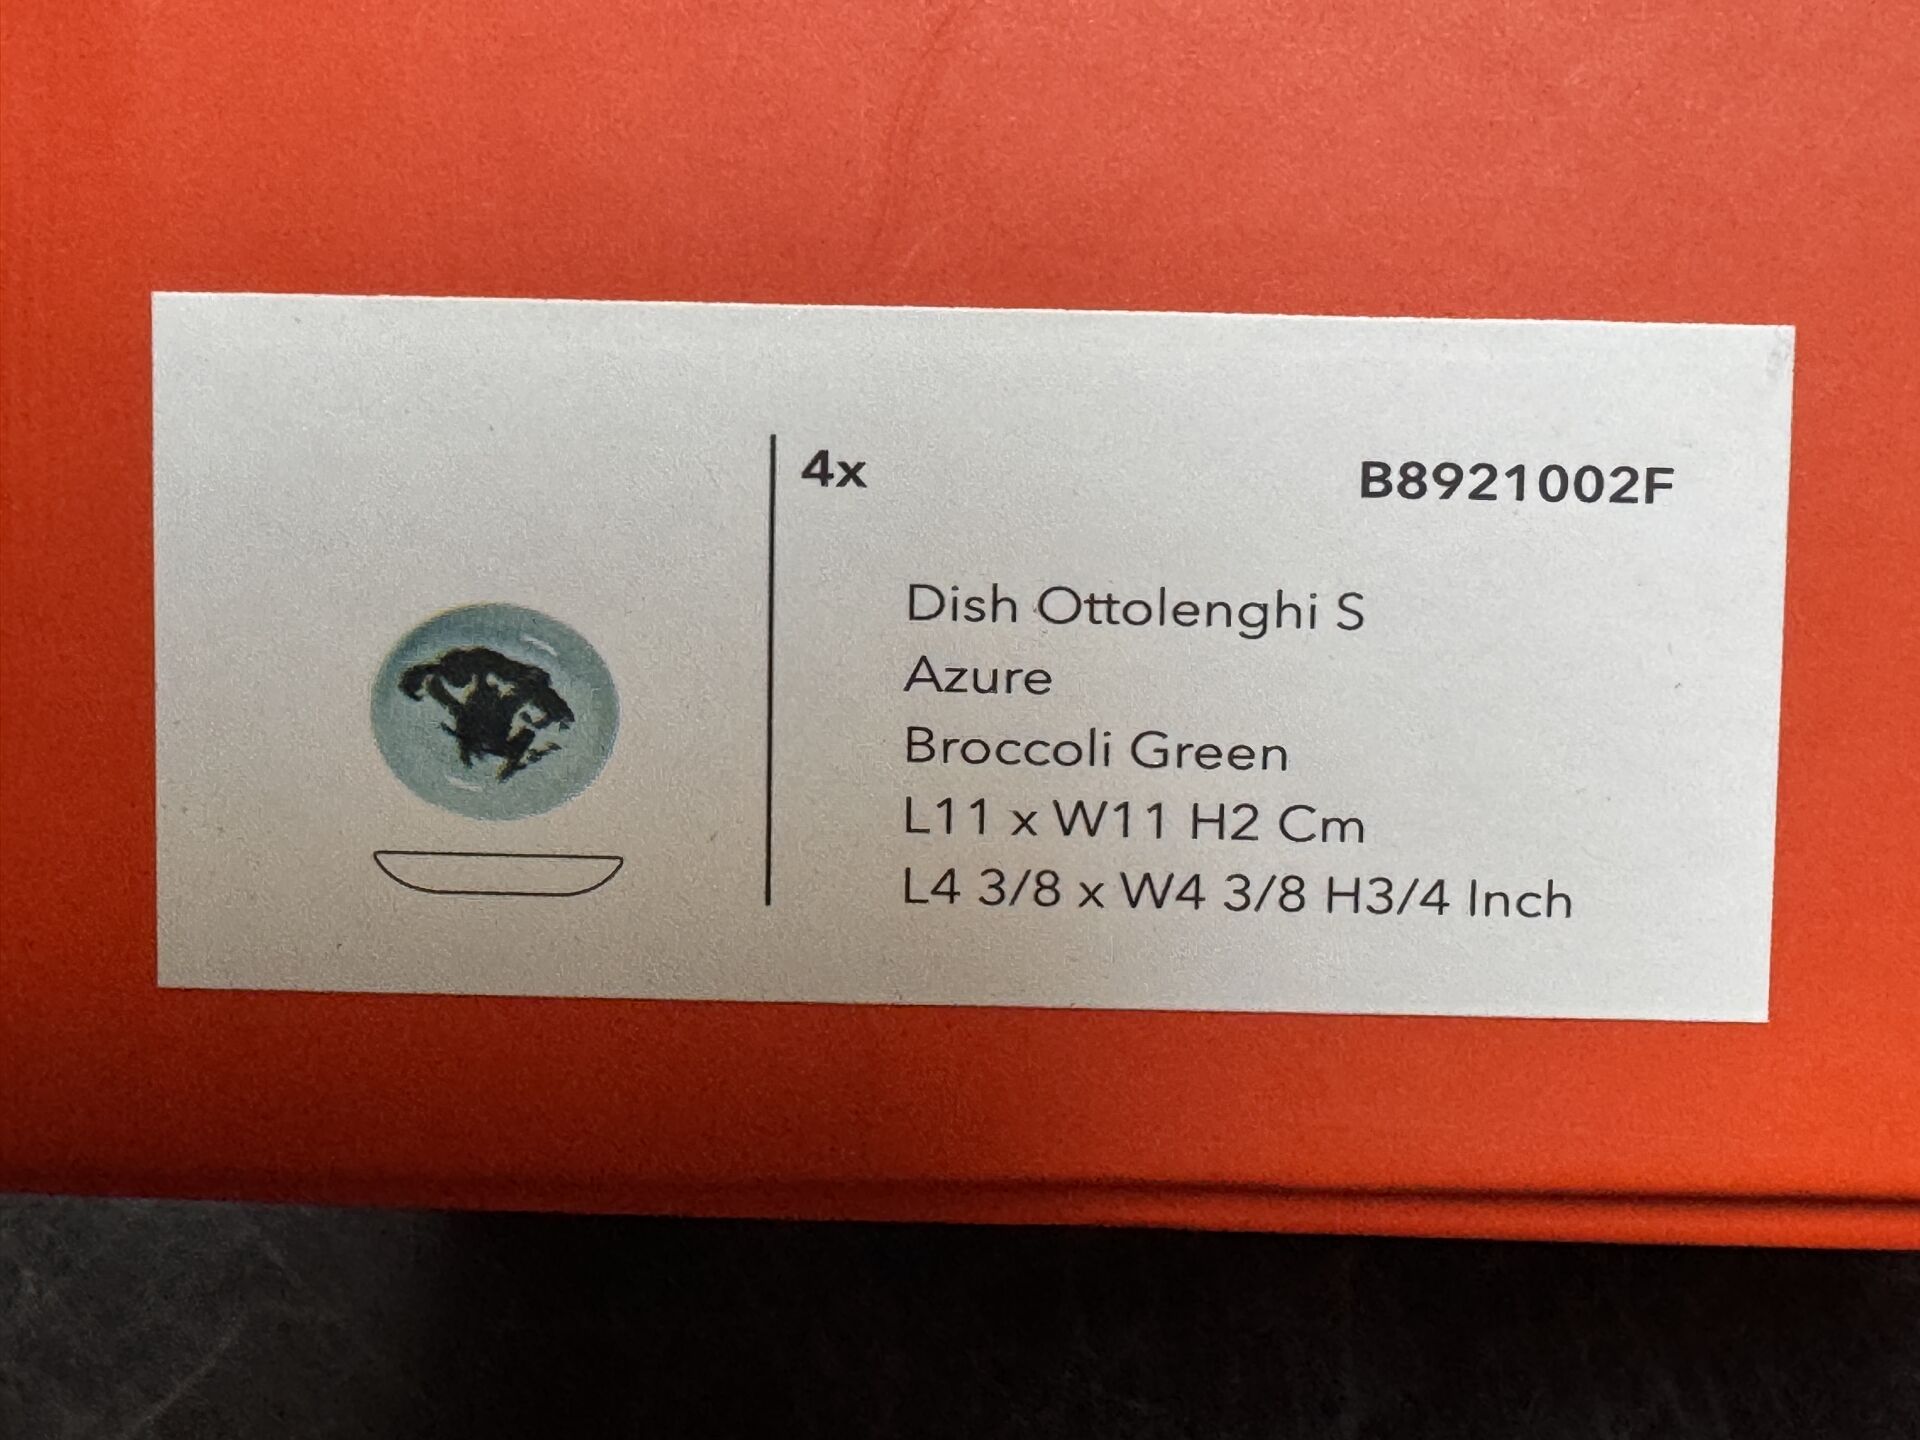 4x B8921002F
Dish Ottolenghi S
Azure
Broccoli Green
L11 x W11 H2 Cm
L4 3/8 x W4 3/8 H3/4 Inch